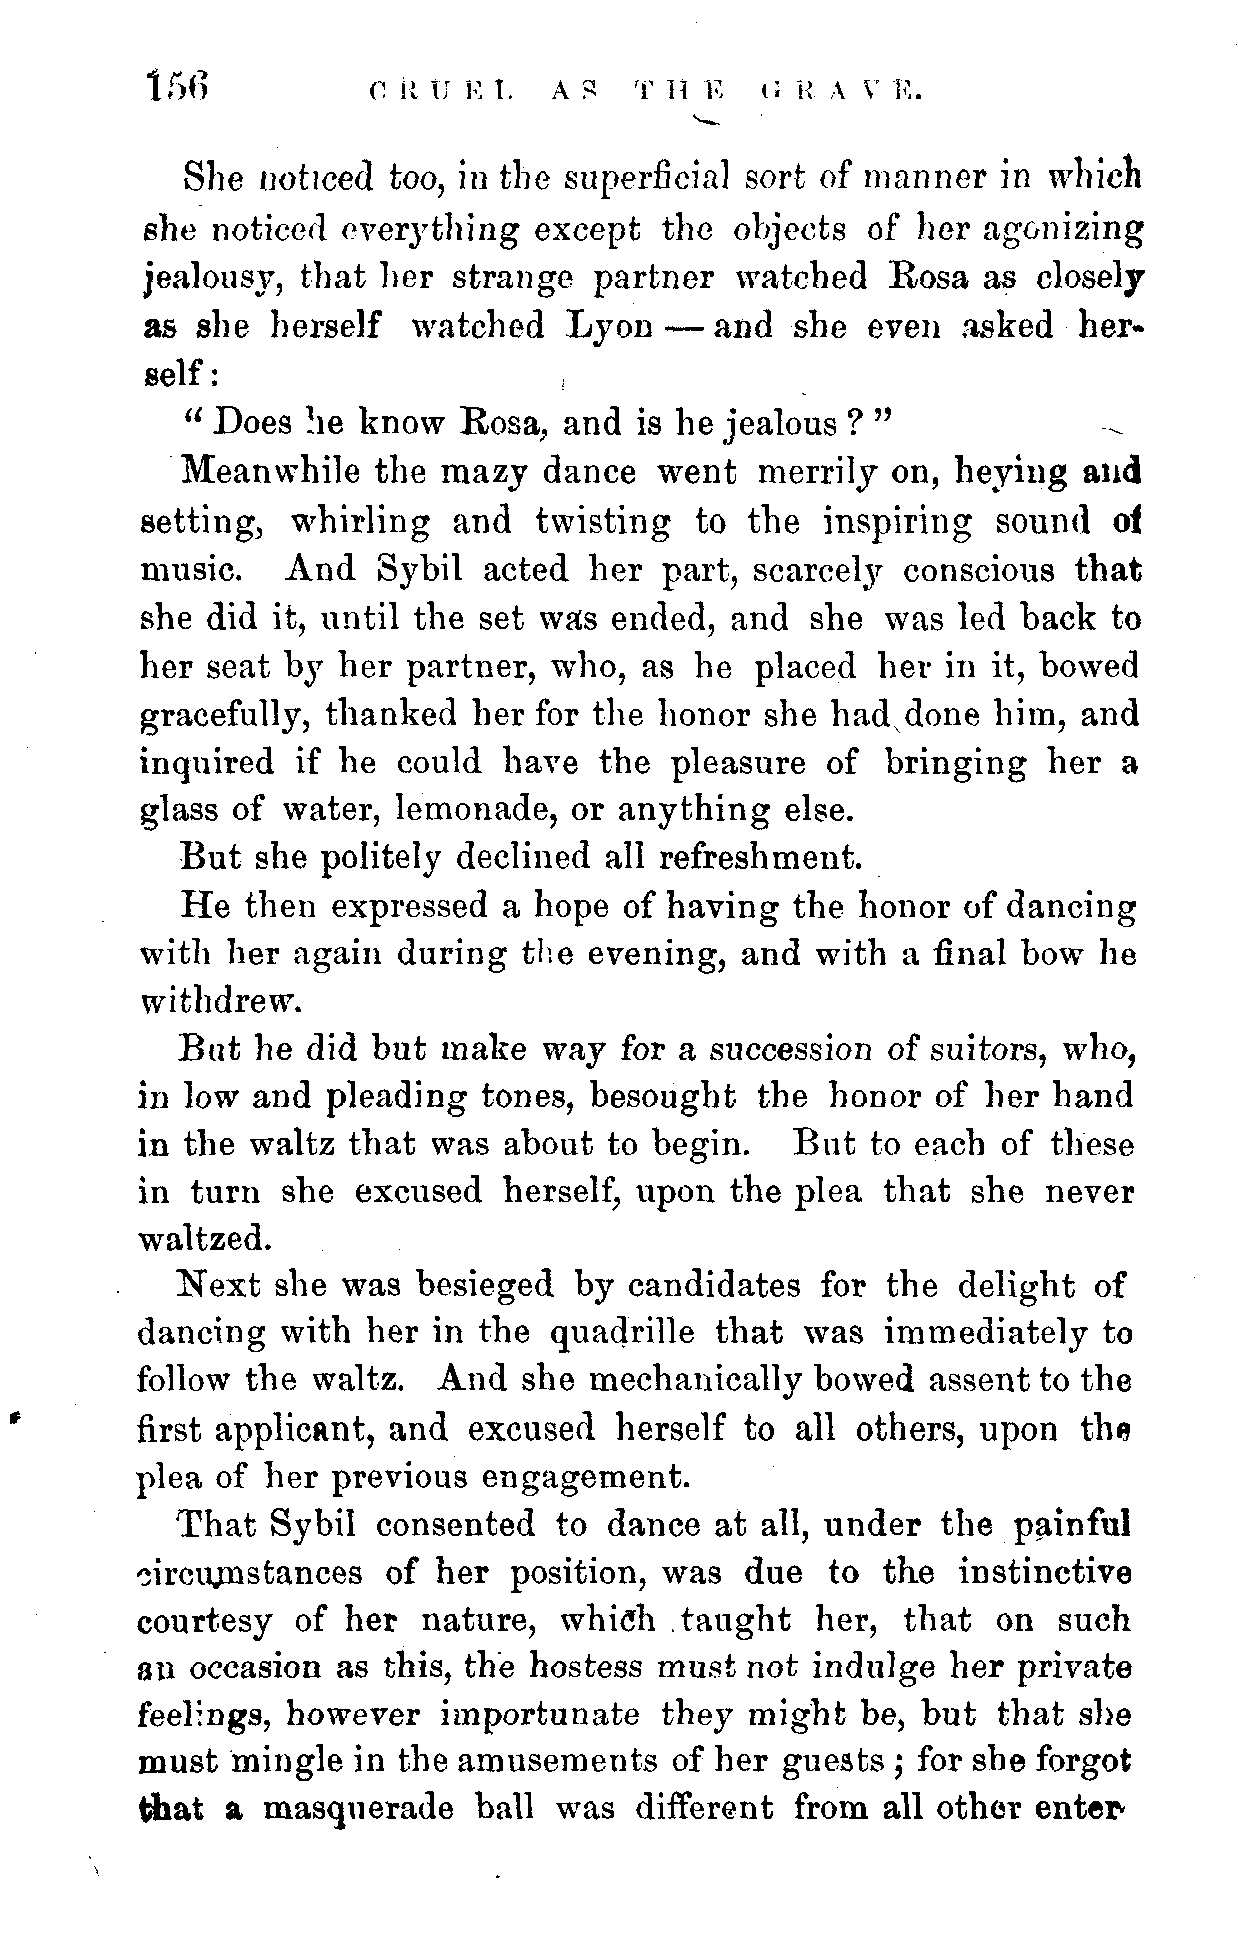 156 CRUEL AS THE GRAVE.
She noticed too, in the superficial sort of manner in which
she noticed everything except the objects of her agonizing
jealousy, that her strange partner watched Rosa as closely
as she herself watched Lyon — and she even asked her-
self:
" Does he know Rosa, and is he jealous ? "
Meanwhile the mazy dance went merrily on, heying and
setting, whirling and twisting to the inspiring sound of
music. And Sybil acted her part, scarcely conscious that
she did it, until the set was ended, and she was led back to
her seat by her partner, who, as he placed her in it, bowed
gracefully, thanked her for the honor she had done him, and
inquired if he could have the pleasure of bringing her a
glass of water, lemonade, or anything else.
But she politely declined all refreshment.
He then expressed a hope of having the honor of dancing
with her again during the evening, and with a final bow he
withdrew.
But he did but make way for a succession of suitors, who,
in low and pleading tones, besought the honor of her hand
in the waltz that was about to begin. But to each of these
in turn she excused herself, upon the plea that she never
waltzed.
Next she was besieged by candidates for the delight of
dancing with her in the quadrille that was immediately to
follow the waltz. And she mechanically bowed assent to the
first applicant, and excused herself to all others, upon the
plea of her previous engagement.
That Sybil consented to dance at all, under the painful
circumstances of her position, was due to the instinctive
courtesy of her nature, which taught her, that on such
an occasion as this, the hostess must not indulge her private
feelings, however importunate they might be, but that she
must mingle in the amusements of her guests ; for she forgot
that a masquerade ball was different from all other enter-